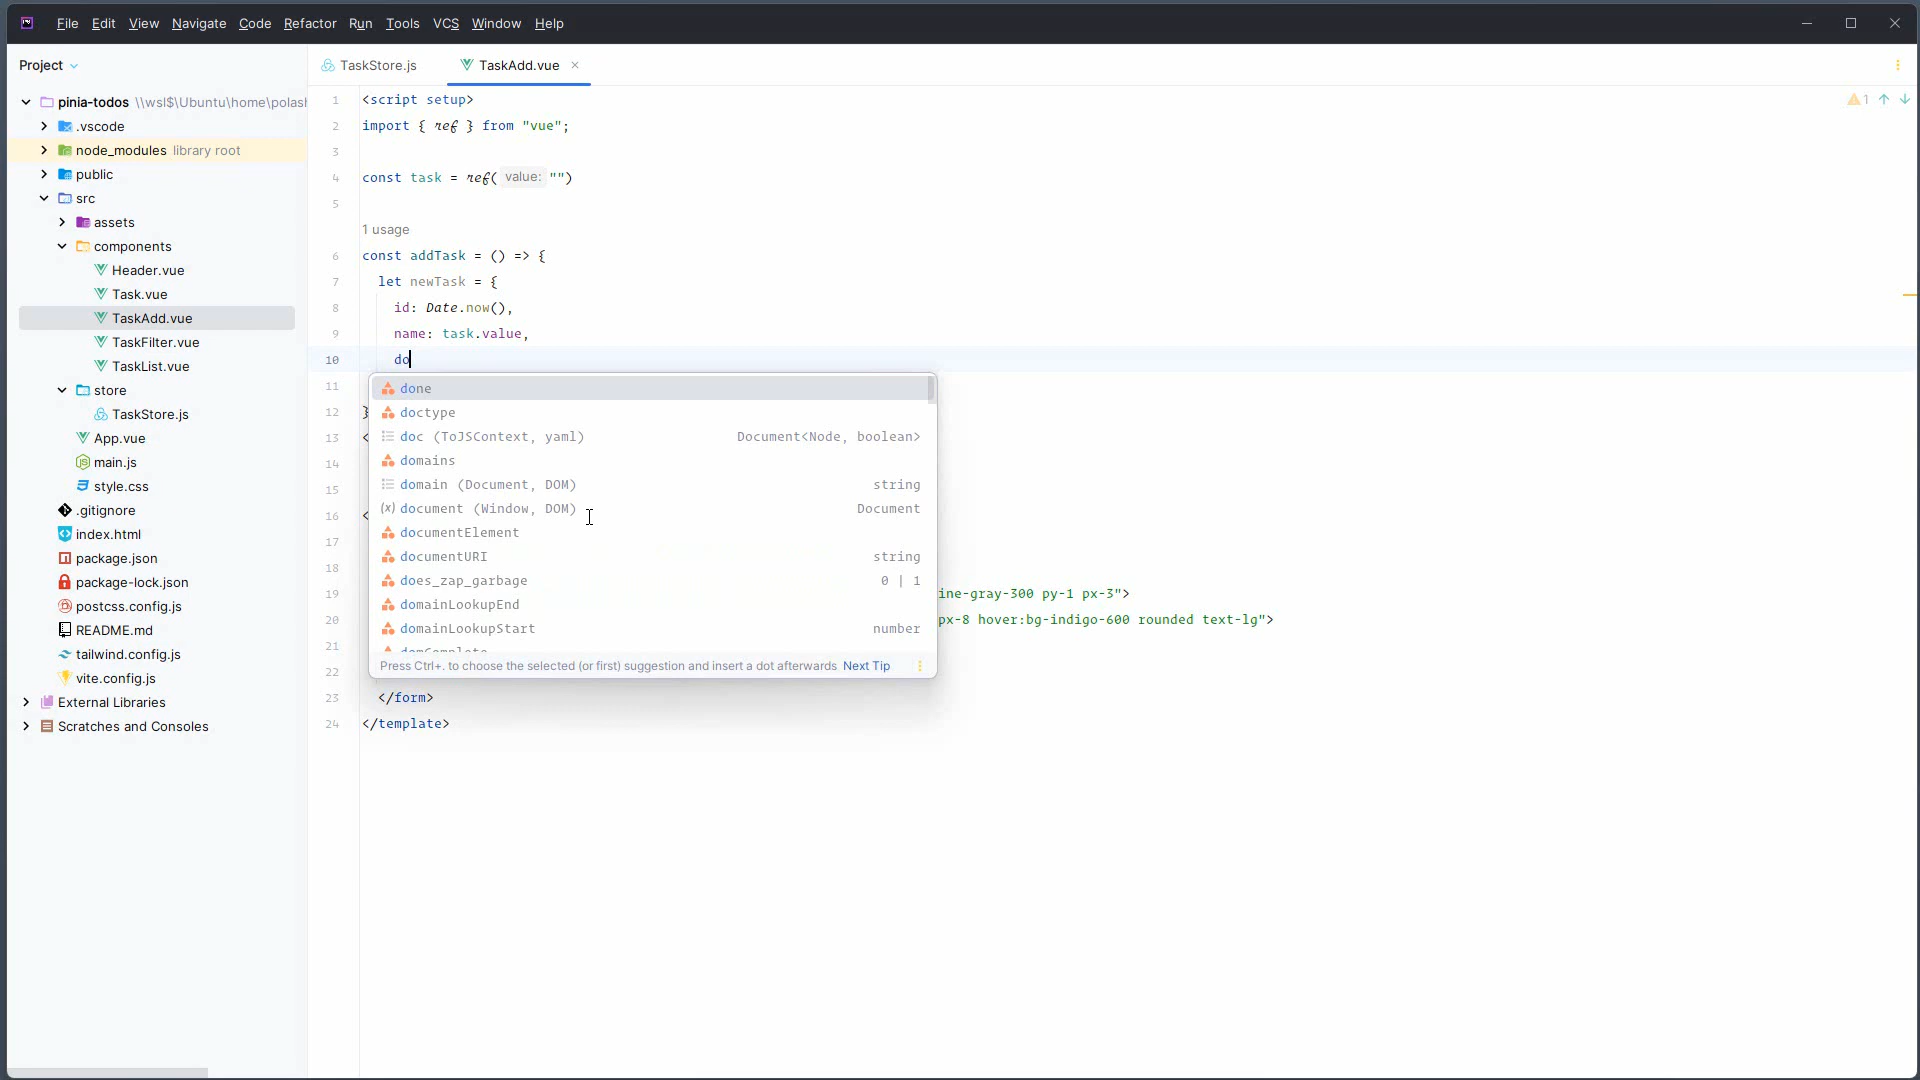 File Edit View Navigate Code Refactor Run Tools VCS Window Help
Project
TaskStore.js
TaskAdd.vue
pinia-todos \\wsl$\Ubuntu\home\polas
.vscode
node_modules library root
public
src
assets
components
Header.vue
Task.vue
TaskAdd.vue
TaskFilter.vue
TaskList.vue
store
TaskStore.js
App.vue
main.js
style.css
.gitignore
index.html
package.json
package-lock.json
postcss.config.js
README.md
tailwind.config.js
vite.config.js
External Libraries
Scratches and Consoles
1 <script setup>
2 import { ref } from "vue";
3
4 const task = ref( value: "")
5
1 usage
6 const addTask = () => {
7 let newTask = {
8 id: Date.now(),
9 name: task.value,
10 do
11
12 }
13 <
14
15
16 <
17
18
19 ine-gray-300 py-1 px-3">
20 px-8 hover:bg-indigo-600 rounded text-lg">
21
22
23 </form>
24 </template>
done
doctype
doc (ToJSContext, yaml) Document<Node, boolean>
domains
domain (Document, DOM) string
document (Window, DOM) Document
documentElement
documentURI string
does_zap_garbage 0 | 1
domainLookupEnd
domainLookupStart number
domComplete
Press Ctrl+. to choose the selected (or first) suggestion and insert a dot afterwards Next Tip
1